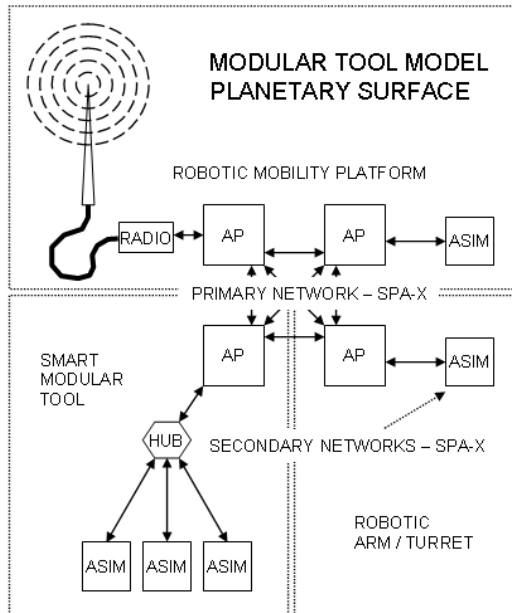 MODULAR TOOL MODEL
PLANETARY SURFACE
ROBOTIC MOBILITY PLATFORM
RADIO
AP
AP
ASIM
PRIMARY NETWORK – SPA-X
SMART
MODULAR
TOOL
AP
AP
ASIM
HUB
SECONDARY NETWORKS – SPA-X
ASIM
ASIM
ASIM
ROBOTIC
ARM / TURRET